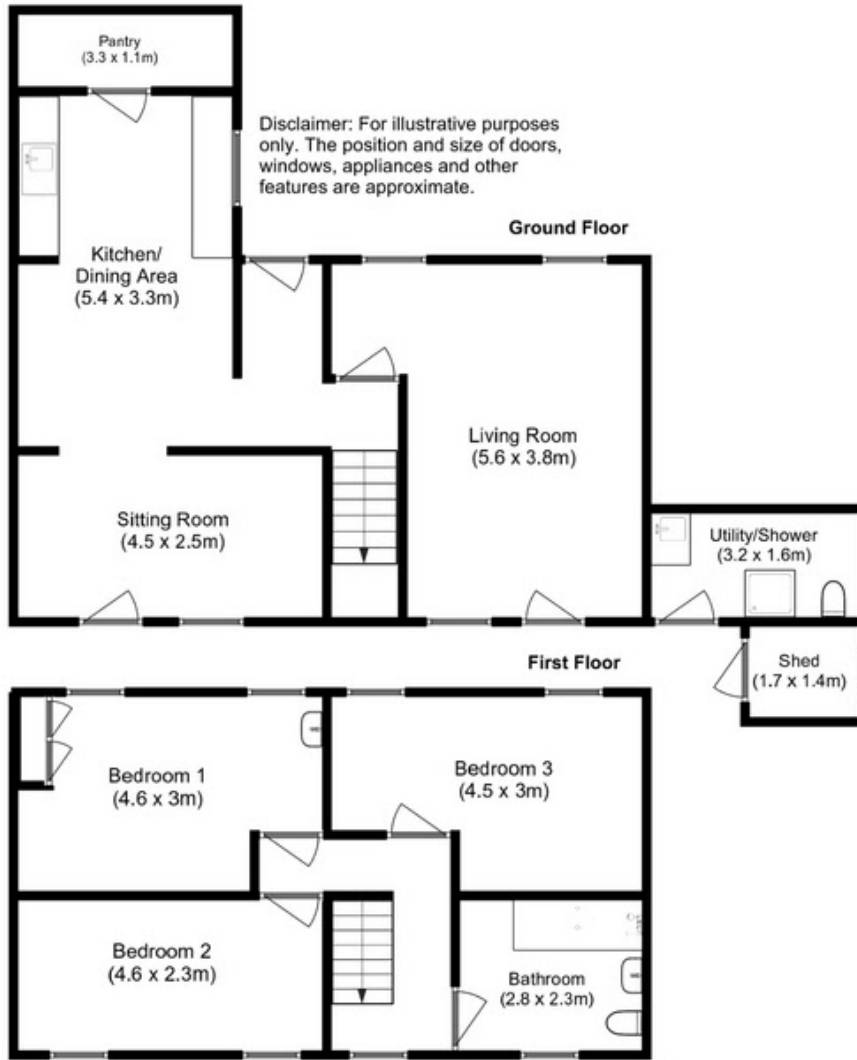 Pantry
(3.3 x 1.1m)
Disclaimer: For illustrative purposes
only. The position and size of doors,
windows, appliances and other
features are approximate.
Ground Floor
Kitchen/
Dining Area
(5.4 x 3.3m)
Living Room
(5.6 x 3.8m)
Sitting Room
(4.5 x 2.5m)
Utility/Shower
(3.2 x 1.6m)
Shed
(1.7 x 1.4m)
First Floor
Bedroom 1
(4.6 x 3m)
Bedroom 3
(4.5 x 3m)
Bedroom 2
(4.6 x 2.3m)
Bathroom
(2.8 x 2.3m)